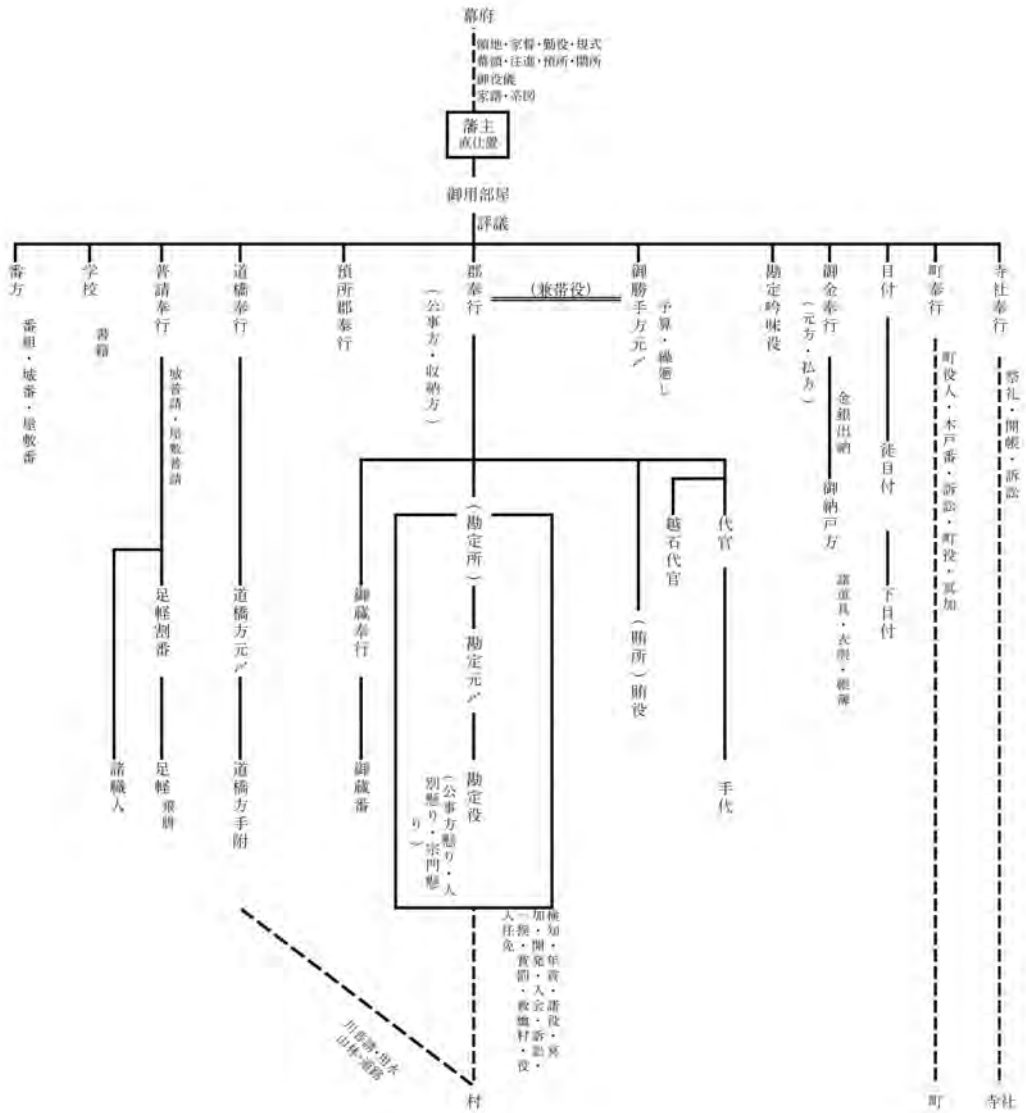 幕府
領地・家督・勤役・規式
幕頭・注進・預所・関所
御役儀
家譜・系図
藩主
直仕置
御用部屋
評議
寺社奉行
祭礼・開帳・訴訟
寺社
町奉行
町役人・木戸番・訴訟・町役・冥加
町
目付
徒目付
下目付
御金奉行
(元方・払方)
金銀出納
御納戸方
諸道具・衣服・帳簿
勘定吟味役
御勝手方元〆
予算・繰廻し
(兼帯役)
郡奉行
(公事方・収納方)
代官
手代
越石代官
(賄所)賄役
(勘定所)
勘定元〆
勘定役
(公事方懸り・人
別懸り・宗門懸
り)
検知・年貢・諸役・冥
加・開発・入会・訴訟・
一揆・賞罰・救恤村・役
人任免
村
御蔵奉行
御蔵番
預所郡奉行
道橋奉行
道橋方元〆
道橋方手附
川普請・用水
山林・道路
普請奉行
城普請・屋敷普請
足軽割番
足軽
飛脚
諸職人
学校
書籍
番方
番組・城番・屋敷番